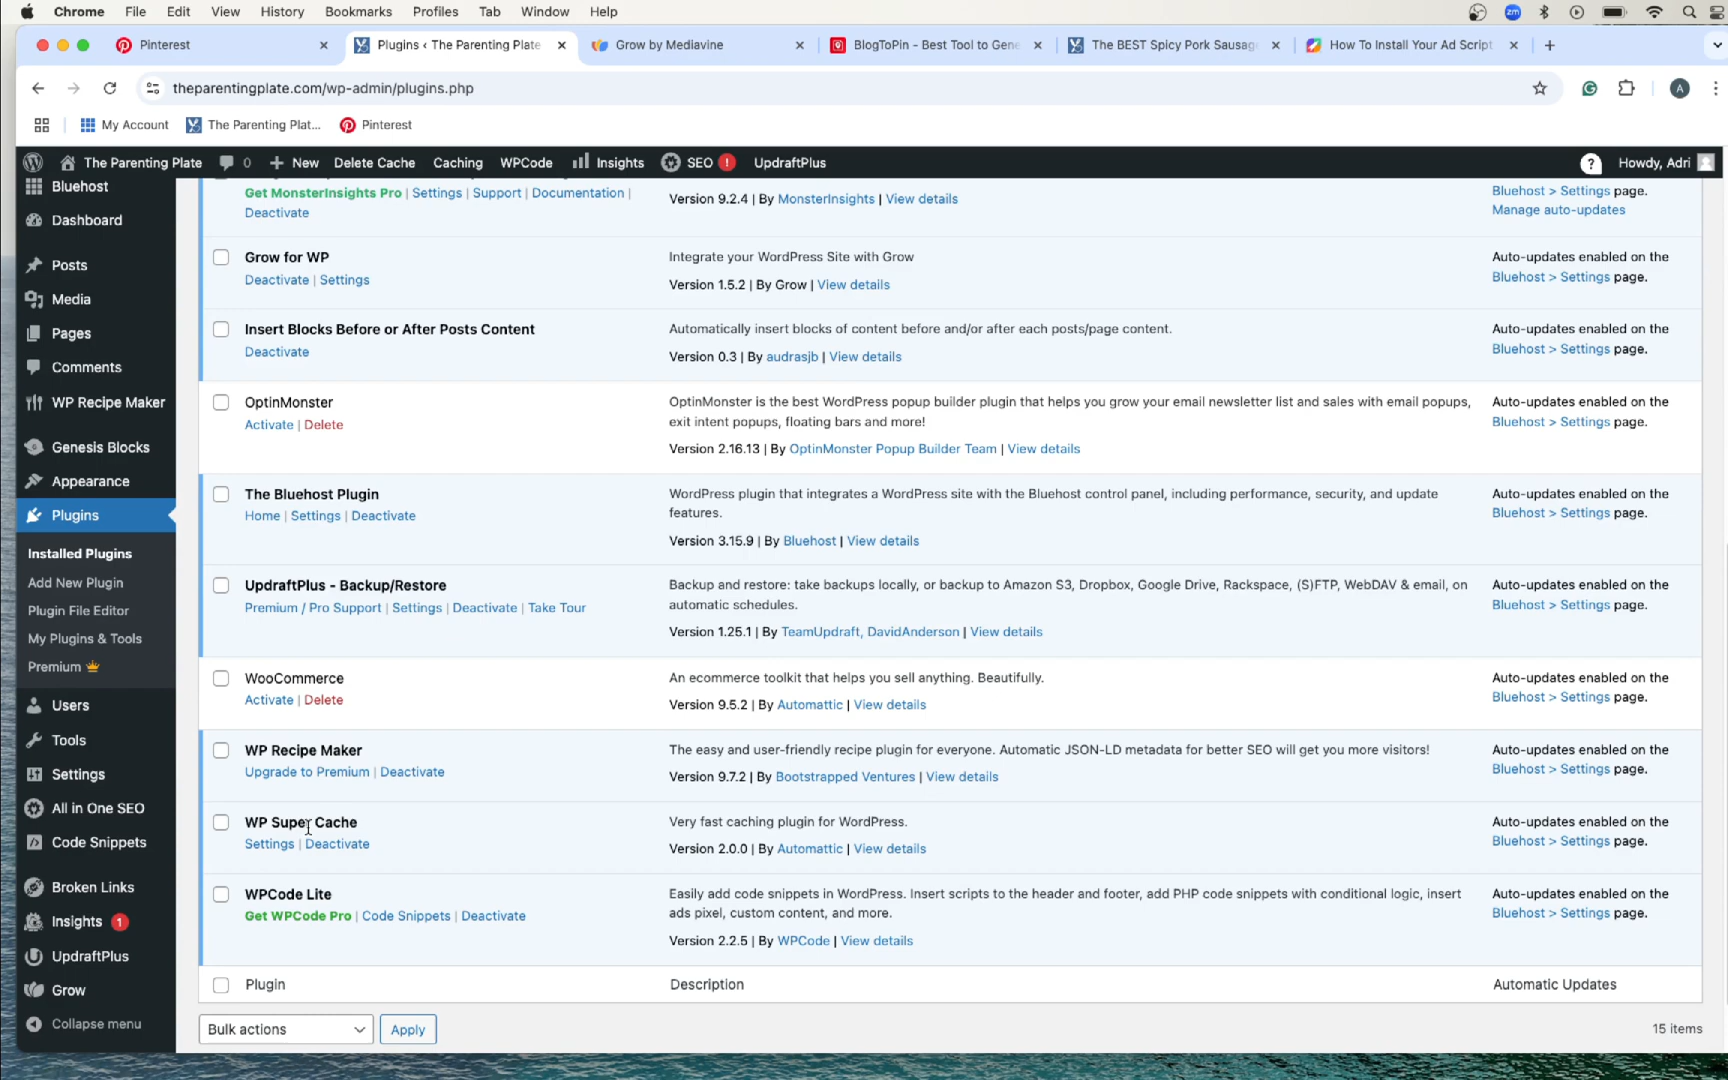 Chrome File Edit View History Bookmarks Profiles Tab Window Help zm
Pinterest Plugins ‹ The Parenting Plate Grow by Mediavine BlogToPin - Best Tool to Gene The BEST Spicy Pork Sausag How To Install Your Ad Script
theparentingplate.com/wp-admin/plugins.php A
My Account The Parenting Plat... Pinterest
The Parenting Plate 0 + New Delete Cache Caching WPCode Insights SEO ! UpdraftPlus ? Howdy, Adri
Bluehost
Dashboard
Posts
Media
Pages
Comments
WP Recipe Maker
Genesis Blocks
Appearance
Plugins
Installed Plugins
Add New Plugin
Plugin File Editor
My Plugins & Tools
Premium
Users
Tools
Settings
All in One SEO
Code Snippets
Broken Links
Insights 1
UpdraftPlus
Grow
Collapse menu
Get MonsterInsights Pro | Settings | Support | Documentation |
Deactivate
Version 9.2.4 | By MonsterInsights | View details
Bluehost > Settings page.
Manage auto-updates
Grow for WP
Deactivate | Settings
Integrate your WordPress Site with Grow
Version 1.5.2 | By Grow | View details
Auto-updates enabled on the
Bluehost > Settings page.
Insert Blocks Before or After Posts Content
Deactivate
Automatically insert blocks of content before and/or after each posts/page content.
Version 0.3 | By audrasjb | View details
Auto-updates enabled on the
Bluehost > Settings page.
OptinMonster
Activate | Delete
OptinMonster is the best WordPress popup builder plugin that helps you grow your email newsletter list and sales with email popups,
exit intent popups, floating bars and more!
Version 2.16.13 | By OptinMonster Popup Builder Team | View details
Auto-updates enabled on the
Bluehost > Settings page.
The Bluehost Plugin
Home | Settings | Deactivate
WordPress plugin that integrates a WordPress site with the Bluehost control panel, including performance, security, and update
features.
Version 3.15.9 | By Bluehost | View details
Auto-updates enabled on the
Bluehost > Settings page.
UpdraftPlus - Backup/Restore
Premium / Pro Support | Settings | Deactivate | Take Tour
Backup and restore: take backups locally, or backup to Amazon S3, Dropbox, Google Drive, Rackspace, (S)FTP, WebDAV & email, on
automatic schedules.
Version 1.25.1 | By TeamUpdraft, DavidAnderson | View details
Auto-updates enabled on the
Bluehost > Settings page.
WooCommerce
Activate | Delete
An ecommerce toolkit that helps you sell anything. Beautifully.
Version 9.5.2 | By Automattic | View details
Auto-updates enabled on the
Bluehost > Settings page.
WP Recipe Maker
Upgrade to Premium | Deactivate
The easy and user-friendly recipe plugin for everyone. Automatic JSON-LD metadata for better SEO will get you more visitors!
Version 9.7.2 | By Bootstrapped Ventures | View details
Auto-updates enabled on the
Bluehost > Settings page.
WP Super Cache
Settings | Deactivate
Very fast caching plugin for WordPress.
Version 2.0.0 | By Automattic | View details
Auto-updates enabled on the
Bluehost > Settings page.
WPCode Lite
Get WPCode Pro | Code Snippets | Deactivate
Easily add code snippets in WordPress. Insert scripts to the header and footer, add PHP code snippets with conditional logic, insert
ads pixel, custom content, and more.
Version 2.2.5 | By WPCode | View details
Auto-updates enabled on the
Bluehost > Settings page.
Plugin Description Automatic Updates
Bulk actions Apply 15 items